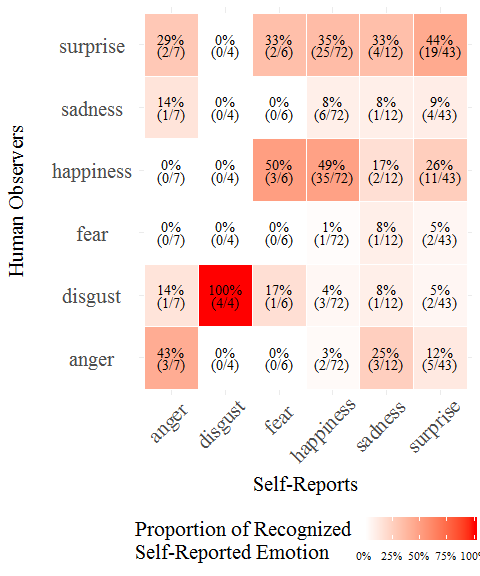 surprise 29% 0% 33% 35% 33% 44%
(2/7) (0/4) (2/6) (25/72) (4/12) (19/43)
sadness 14% 0% 0% 8% 8% 9%
(1/7) (0/4) (0/6) (6/72) (1/12) (4/43)
happiness 0% 0% 50% 49% 17% 26%
(0/7) (0/4) (3/6) (35/72) (2/12) (11/43)
fear 0% 0% 0% 1% 8% 5%
(0/7) (0/4) (0/6) (1/72) (1/12) (2/43)
disgust 14% 100% 17% 4% 8% 5%
(1/7) (4/4) (1/6) (3/72) (1/12) (2/43)
anger 43% 0% 0% 3% 25% 12%
(3/7) (0/4) (0/6) (2/72) (3/12) (5/43)
Human Observers
anger disgust fear happiness sadness surprise
Self-Reports
Proportion of Recognized
Self-Reported Emotion
0% 25% 50% 75% 100%